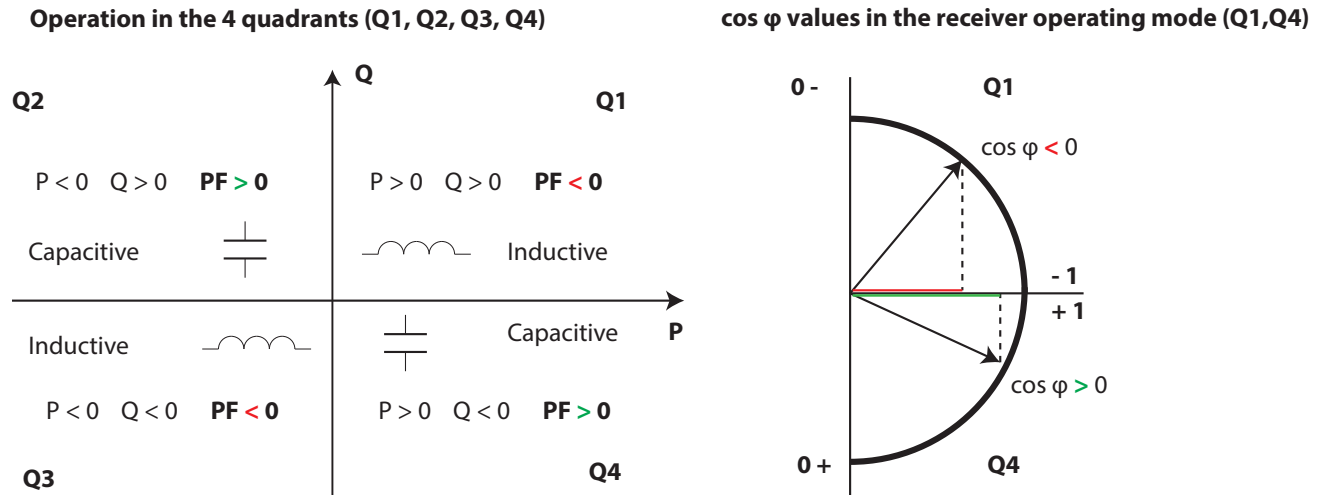 Operation in the 4 quadrants (Q1, Q2, Q3, Q4)
Q
Q2
Q1
P < 0 Q > 0 PF > 0
P > 0 Q > 0 PF < 0
Capacitive
Inductive
P
Inductive
Capacitive
P < 0 Q < 0 PF < 0
P > 0 Q < 0 PF > 0
Q3
Q4
cos φ values in the receiver operating mode (Q1,Q4)
0 -
Q1
cos φ < 0
- 1
+ 1
cos φ > 0
0 +
Q4